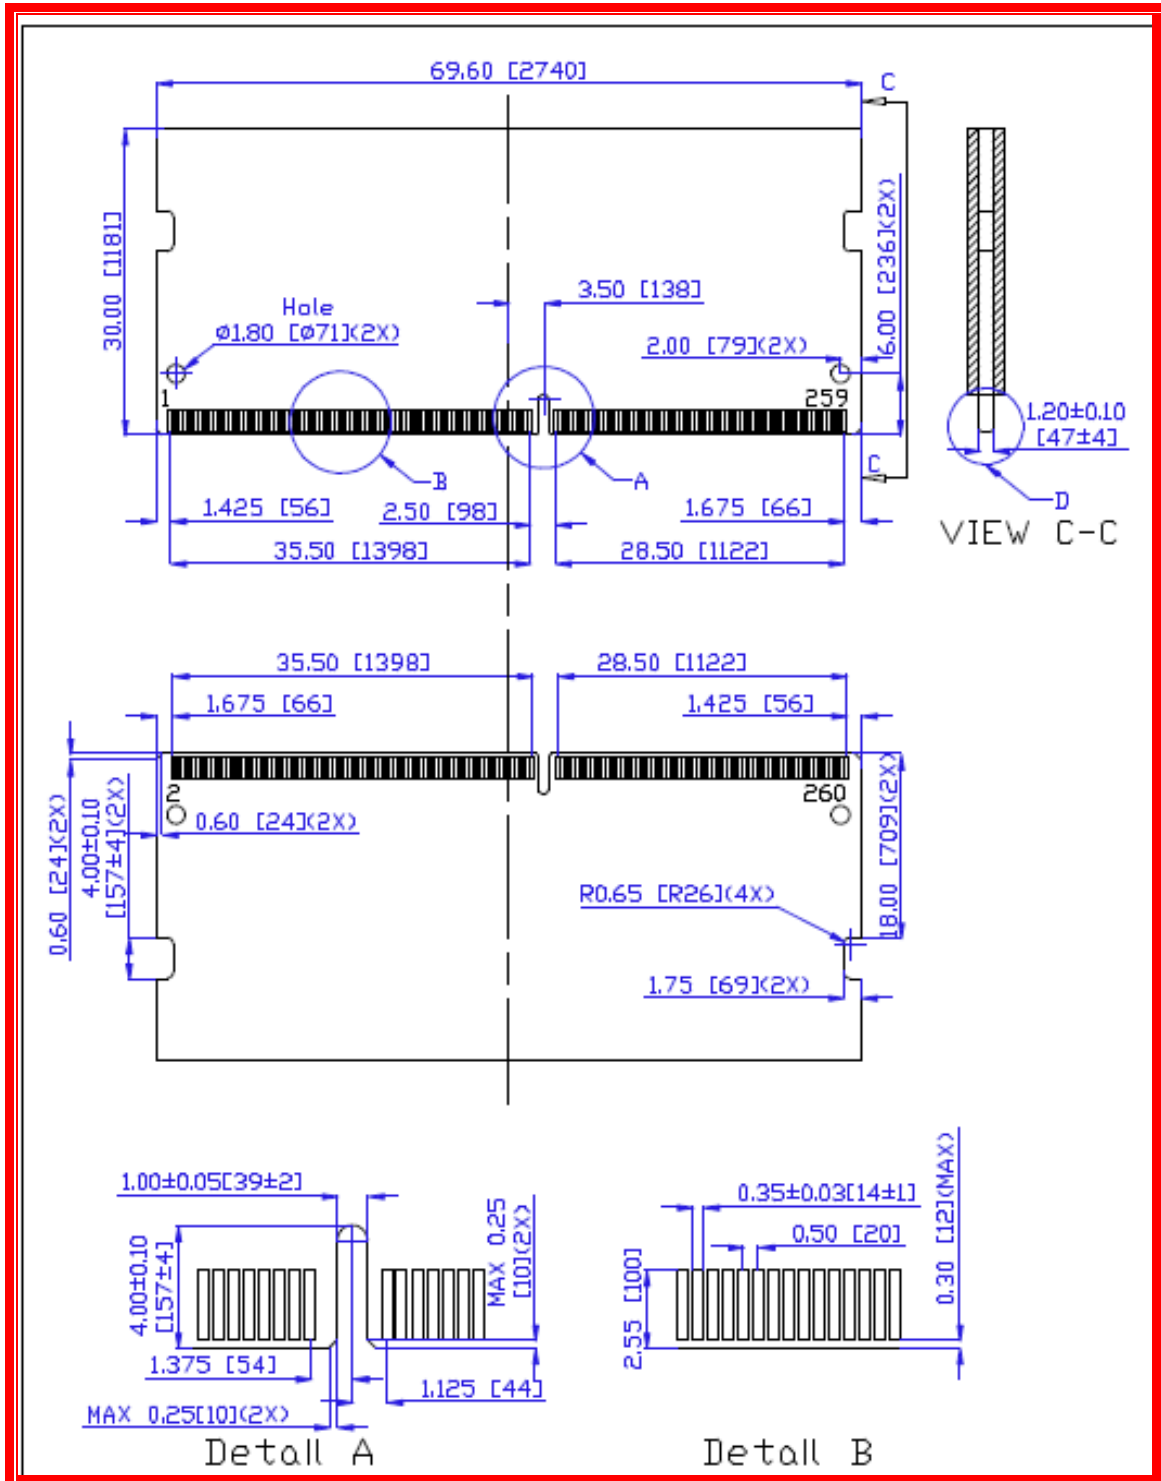 69.60 [2740]
C
30.00 [1181]
6.00 [236](2X)
3.50 [138]
Hole
ø1.80 [ø71](2X)
2.00 [79](2X)
1
259
1.20±0.10
[47±4]
B
A
C
D
1.425 [56]
2.50 [98]
1.675 [66]
VIEW C-C
35.50 [1398]
28.50 [1122]
35.50 [1398]
28.50 [1122]
1.675 [66]
1.425 [56]
2
260
0.60 [24](2X)
4.00±0.10
[157±4](2X)
0.60 [24](2X)
18.00 [709](2X)
R0.65 [R26](4X)
1.75 [69](2X)
1.00±0.05[39±2]
4.00±0.10
[157±4]
MAX 0.25
[10](2X)
0.35±0.03[14±1]
0.50 [20]
0.30 [12](MAX)
2.55 [100]
1.375 [54]
1.125 [44]
MAX 0.25[10](2X)
Detail A
Detail B